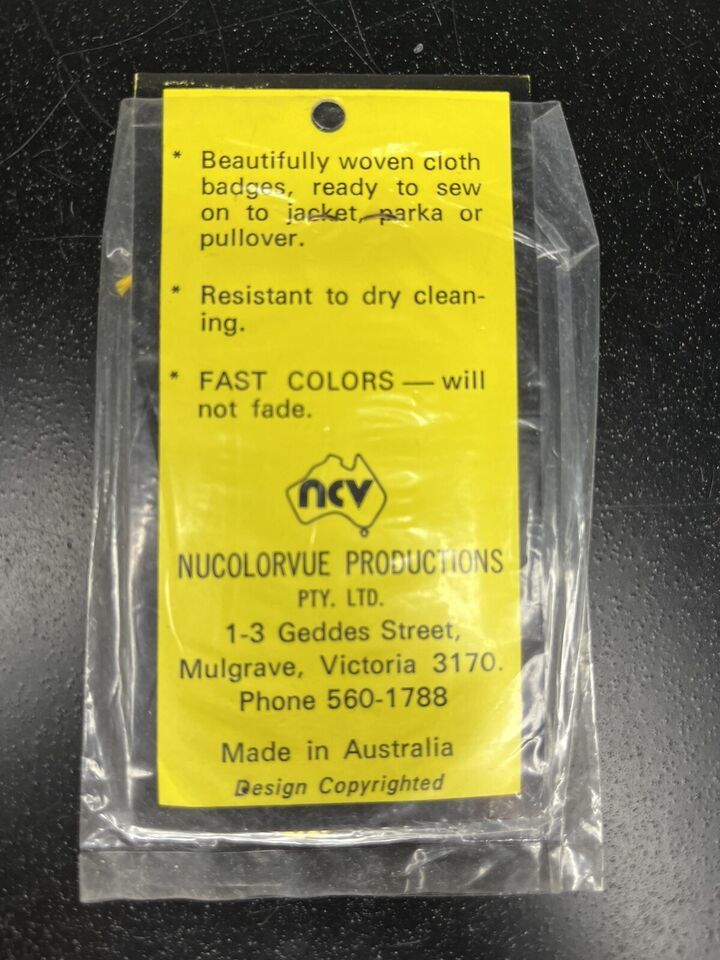 * Beautifully woven cloth
badges, ready to sew
on to jacket, parka or
pullover.
* Resistant to dry clean-
ing.
* FAST COLORS — will
not fade.
ncv
NUCOLORVUE PRODUCTIONS
PTY. LTD.
1-3 Geddes Street,
Mulgrave, Victoria 3170.
Phone 560-1788
Made in Australia
Design Copyrighted